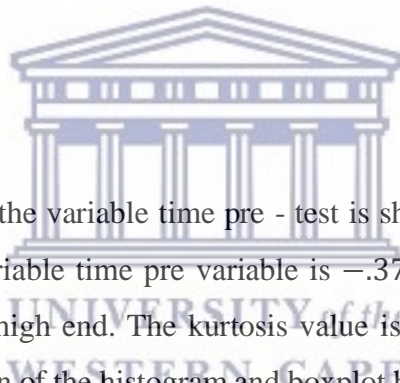 the variable time pre - test is sh
riable time pre variable is −.37
UNIVERSITY of the
high end. The kurtosis value is
WESTERN CAPE
n of the histogram and boxplot